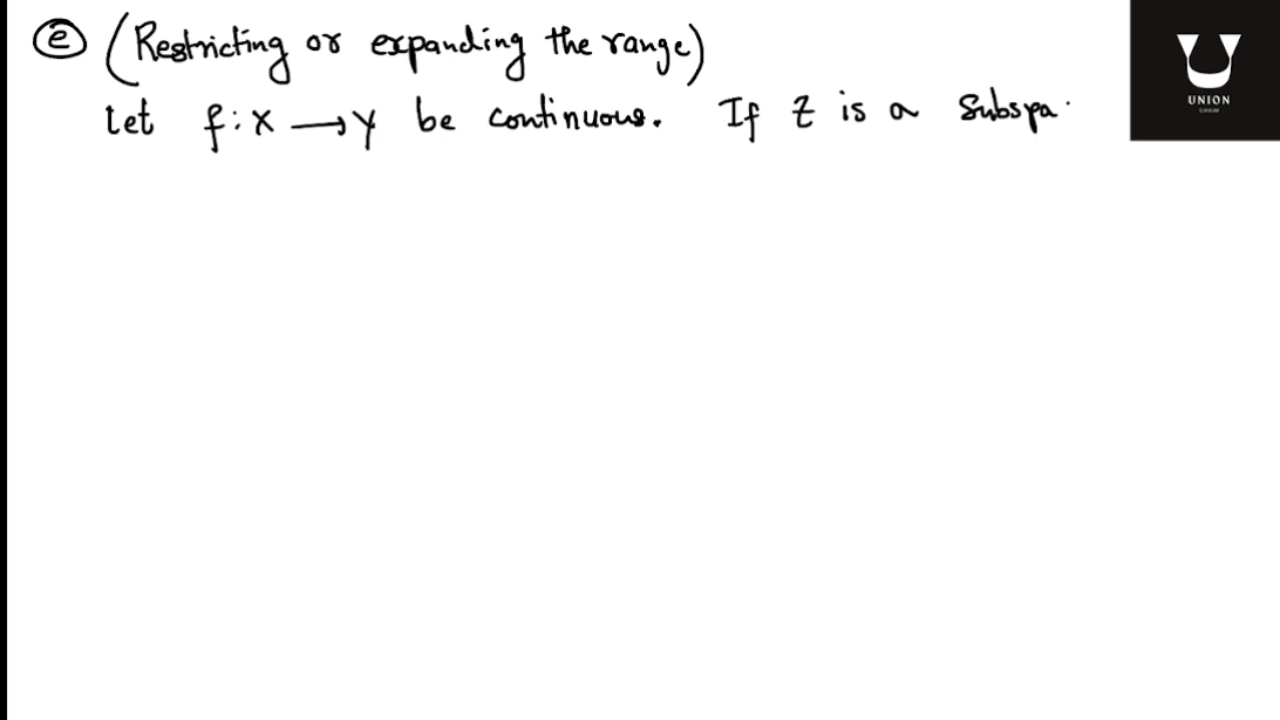 ⓔ (Restricting or expanding the range)
Let f: X ⟶ Y be continuous. If Z is a Subspa
UNION